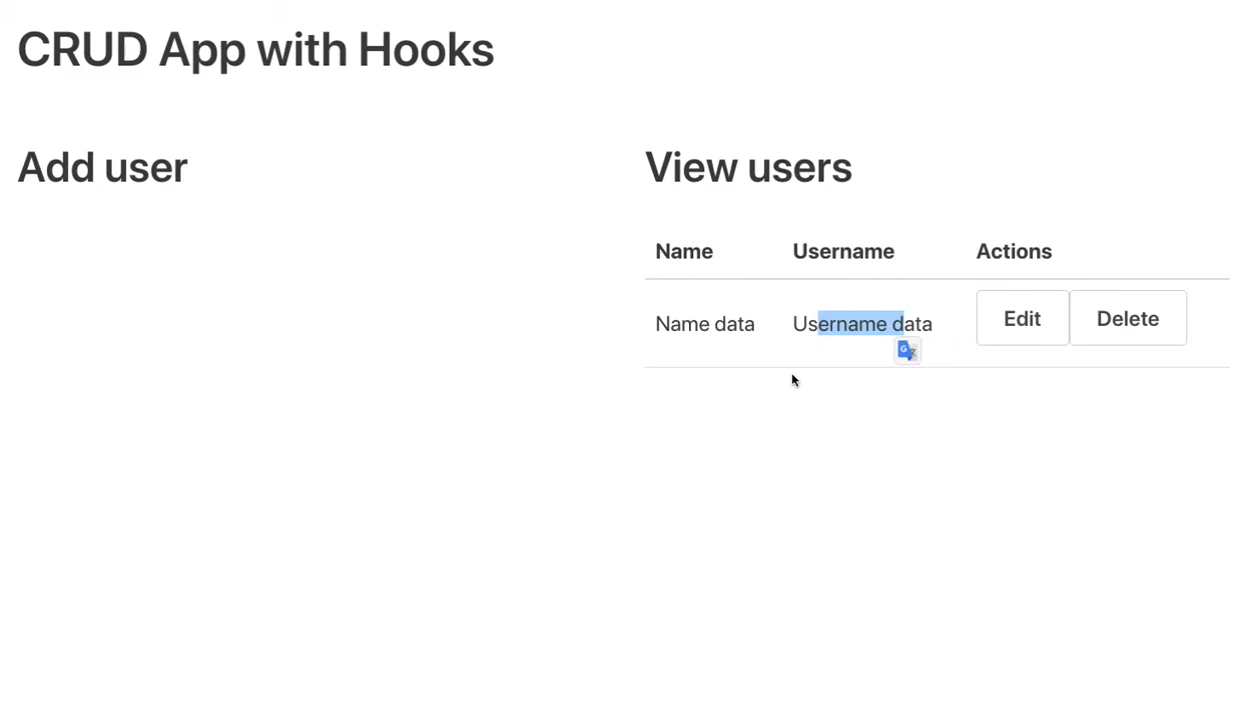 CRUD App with Hooks
Add user
View users
Name Username Actions
Name data Username data Edit Delete